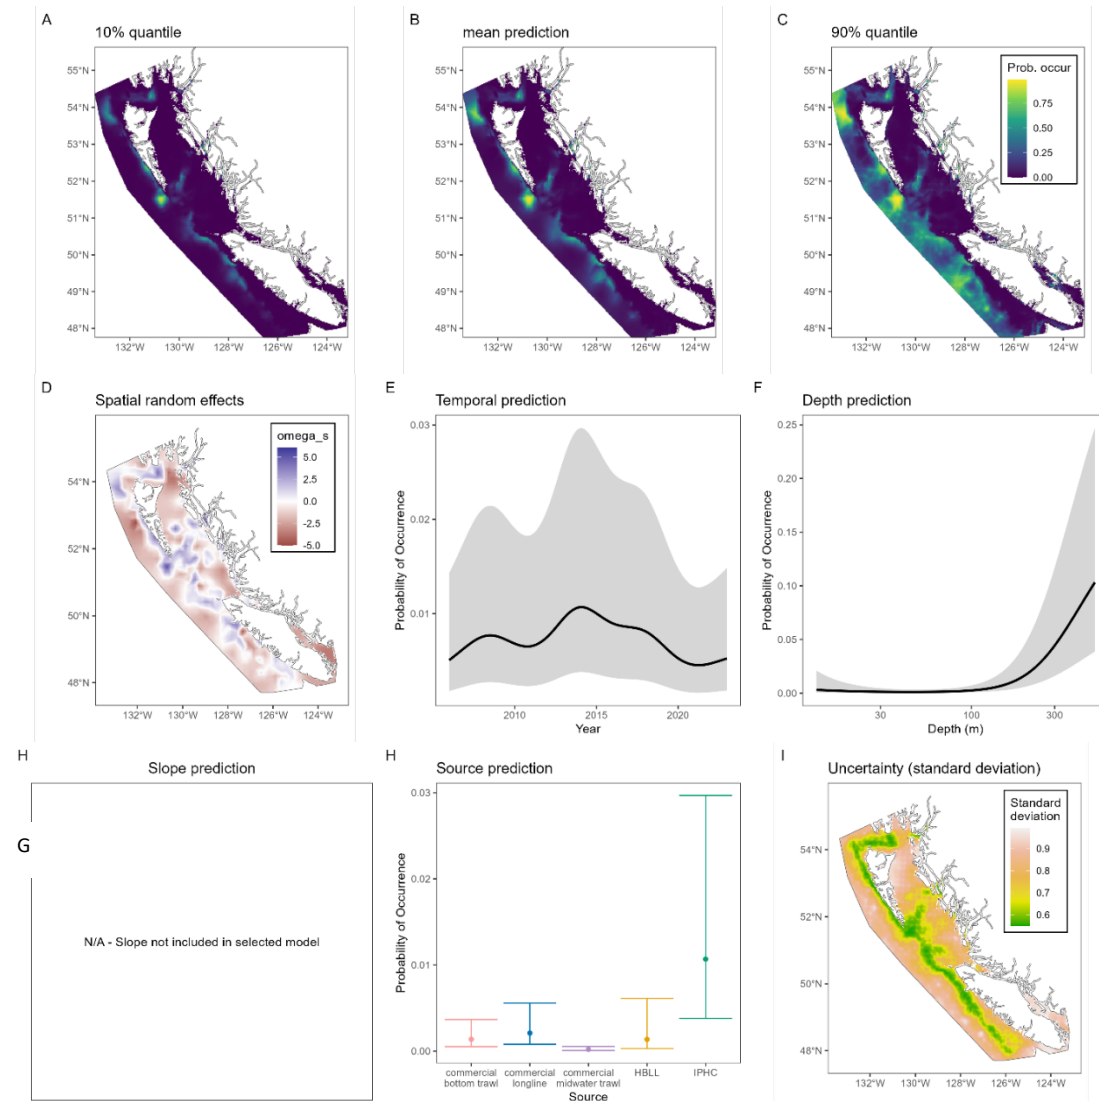 A
10% quantile
55°N
54°N
53°N
52°N
51°N
50°N
49°N
48°N
132°W 130°W 128°W 126°W 124°W
B
mean prediction
55°N
54°N
53°N
52°N
51°N
50°N
49°N
48°N
132°W 130°W 128°W 126°W 124°W
C
90% quantile
Prob. occur
0.75
0.50
0.25
0.00
55°N
54°N
53°N
52°N
51°N
50°N
49°N
48°N
132°W 130°W 128°W 126°W 124°W
D
Spatial random effects
omega_s
5.0
2.5
0.0
-2.5
-5.0
54°N
52°N
50°N
48°N
132°W 130°W 128°W 126°W 124°W
E
Temporal prediction
Probability of Occurrence
0.03
0.02
0.01
2010 2015 2020
Year
F
Depth prediction
Probability of Occurrence
0.25
0.20
0.15
0.10
0.05
0.00
30 100 300
Depth (m)
H
Slope prediction
G
N/A - Slope not included in selected model
H
Source prediction
Probability of Occurrence
0.03
0.02
0.01
0.00
commercial bottom trawl
commercial longline
commercial midwater trawl
HBLL
IPHC
Source
I
Uncertainty (standard deviation)
Standard
deviation
0.9
0.8
0.7
0.6
54°N
52°N
50°N
48°N
132°W 130°W 128°W 126°W 124°W